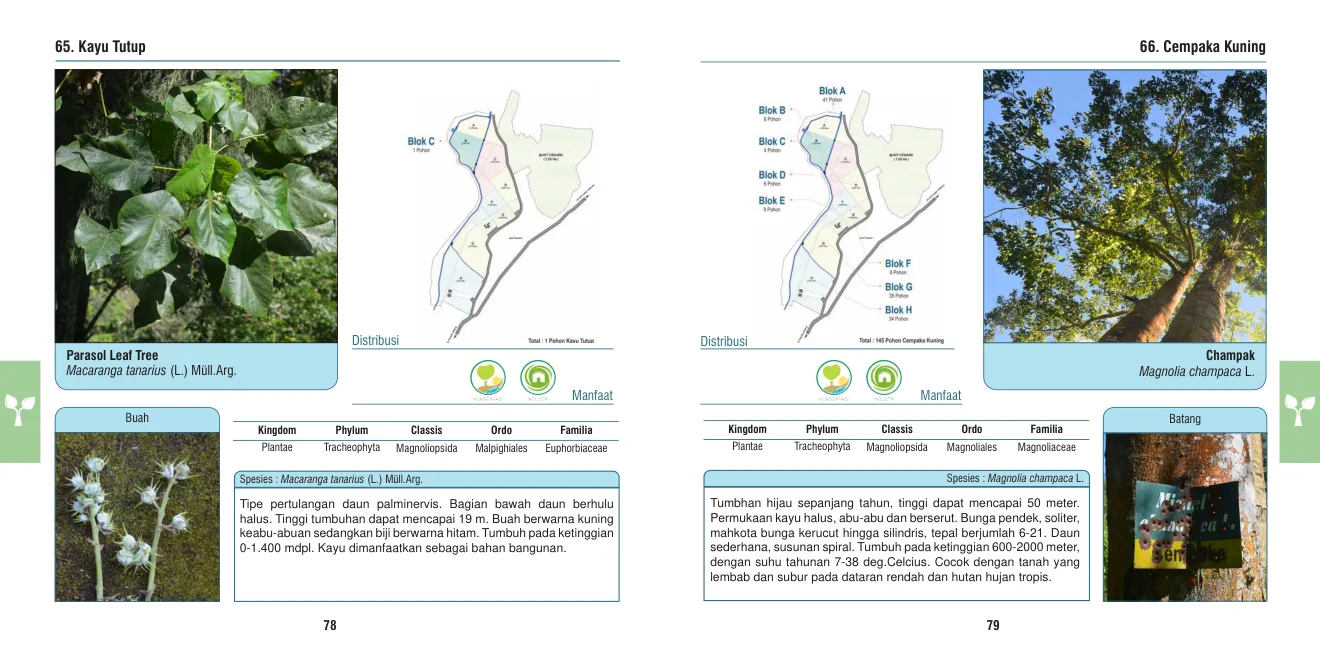 65. Kayu Tutup
Blok C
1 Pohon
Distribusi
Total : 1 Pohon Kayu Tutup
Parasol Leaf Tree
Macaranga tanarius (L.) Müll.Arg.
KONSERVASI
INDUSTRI
Manfaat
Buah
Kingdom Phylum Classis Ordo Familia
Plantae Tracheophyta Magnoliopsida Malpighiales Euphorbiaceae
Spesies : Macaranga tanarius (L.) Müll.Arg.
Tipe pertulangan daun palminervis. Bagian bawah daun berhulu
halus. Tinggi tumbuhan dapat mencapai 19 m. Buah berwarna kuning
keabu-abuan sedangkan biji berwarna hitam. Tumbuh pada ketinggian
0-1.400 mdpl. Kayu dimanfaatkan sebagai bahan bangunan.
78
66. Cempaka Kuning
Blok A
41 Pohon
Blok B
8 Pohon
Blok C
4 Pohon
Blok D
6 Pohon
Blok E
9 Pohon
Blok F
8 Pohon
Blok G
35 Pohon
Blok H
34 Pohon
Distribusi
Total : 145 Pohon Cempaka Kuning
Champak
Magnolia champaca L.
KONSERVASI
INDUSTRI
Manfaat
Batang
Kingdom Phylum Classis Ordo Familia
Plantae Tracheophyta Magnoliopsida Magnoliales Magnoliaceae
Spesies : Magnolia champaca L.
Tumbhan hijau sepanjang tahun, tinggi dapat mencapai 50 meter.
Permukaan kayu halus, abu-abu dan berserut. Bunga pendek, soliter,
mahkota bunga kerucut hingga silindris, tepal berjumlah 6-21. Daun
sederhana, susunan spiral. Tumbuh pada ketinggian 600-2000 meter,
dengan suhu tahunan 7-38 deg.Celcius. Cocok dengan tanah yang
lembab dan subur pada dataran rendah dan hutan hujan tropis.
79